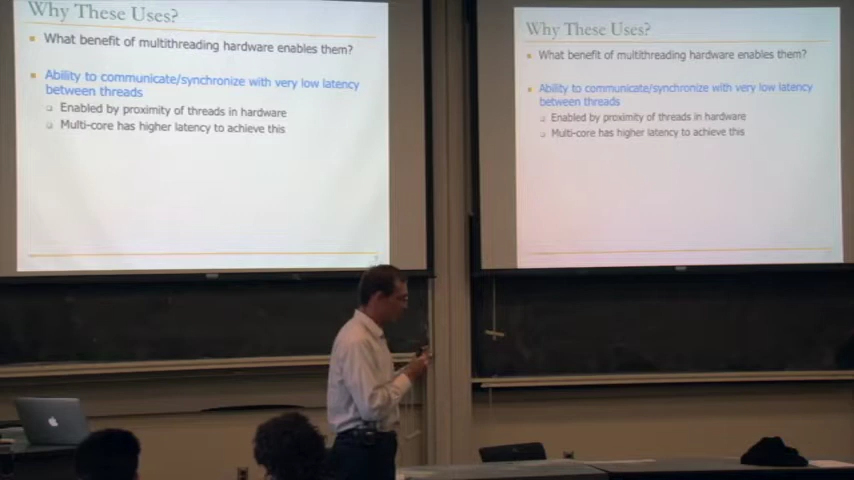 Why These Uses?
What benefit of multithreading hardware enables them?
Ability to communicate/synchronize with very low latency
between threads
Enabled by proximity of threads in hardware
Multi-core has higher latency to achieve this
Why These Uses?
What benefit of multithreading hardware enables them?
Ability to communicate/synchronize with very low latency
between threads
Enabled by proximity of threads in hardware
Multi-core has higher latency to achieve this